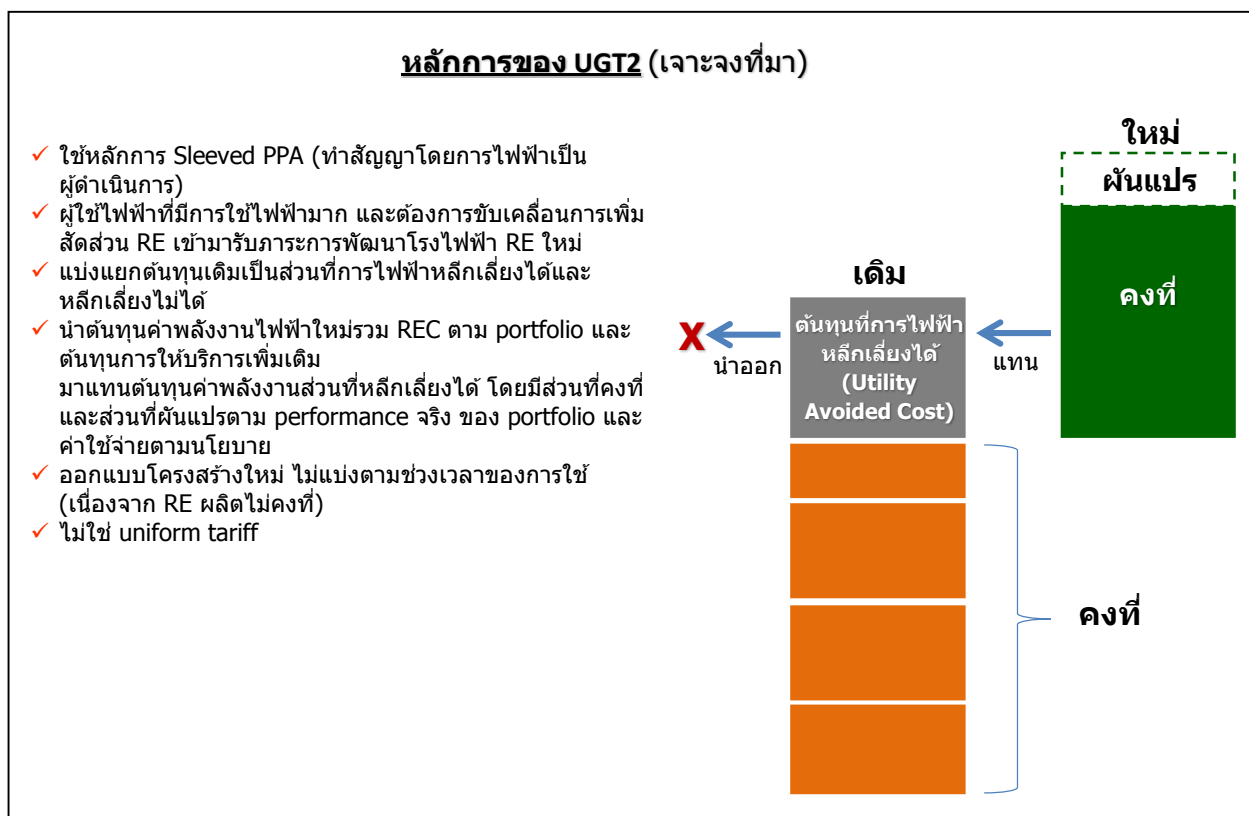 หลักการของ UGT2 (เจาะจงที่มา)
✓ ใช้หลักการ Sleeved PPA (ทำสัญญาโดยการไฟฟ้าเป็น
ผู้ดำเนินการ)
✓ ผู้ใช้ไฟฟ้าที่มีการใช้ไฟฟ้ามาก และต้องการขับเคลื่อนการเพิ่ม
สัดส่วน RE เข้ามารับภาระการพัฒนาโรงไฟฟ้า RE ใหม่
✓ แบ่งแยกต้นทุนเดิมเป็นส่วนที่การไฟฟ้าหลีกเลี่ยงได้และ
หลีกเลี่ยงไม่ได้
✓ นำต้นทุนค่าพลังงานไฟฟ้าใหม่รวม REC ตาม portfolio และ
ต้นทุนการให้บริการเพิ่มเติม
มาแทนต้นทุนค่าพลังงานส่วนที่หลีกเลี่ยงได้ โดยมีส่วนที่คงที่
และส่วนที่ผันแปรตาม performance จริง ของ portfolio และ
ค่าใช้จ่ายตามนโยบาย
✓ ออกแบบโครงสร้างใหม่ ไม่แบ่งตามช่วงเวลาของการใช้
(เนื่องจาก RE ผลิตไม่คงที่)
✓ ไม่ใช่ uniform tariff
ใหม่
ผันแปร
คงที่
เดิม
ต้นทุนที่การไฟฟ้า
หลีกเลี่ยงได้
(Utility
Avoided Cost)
X
นำออก
แทน
คงที่